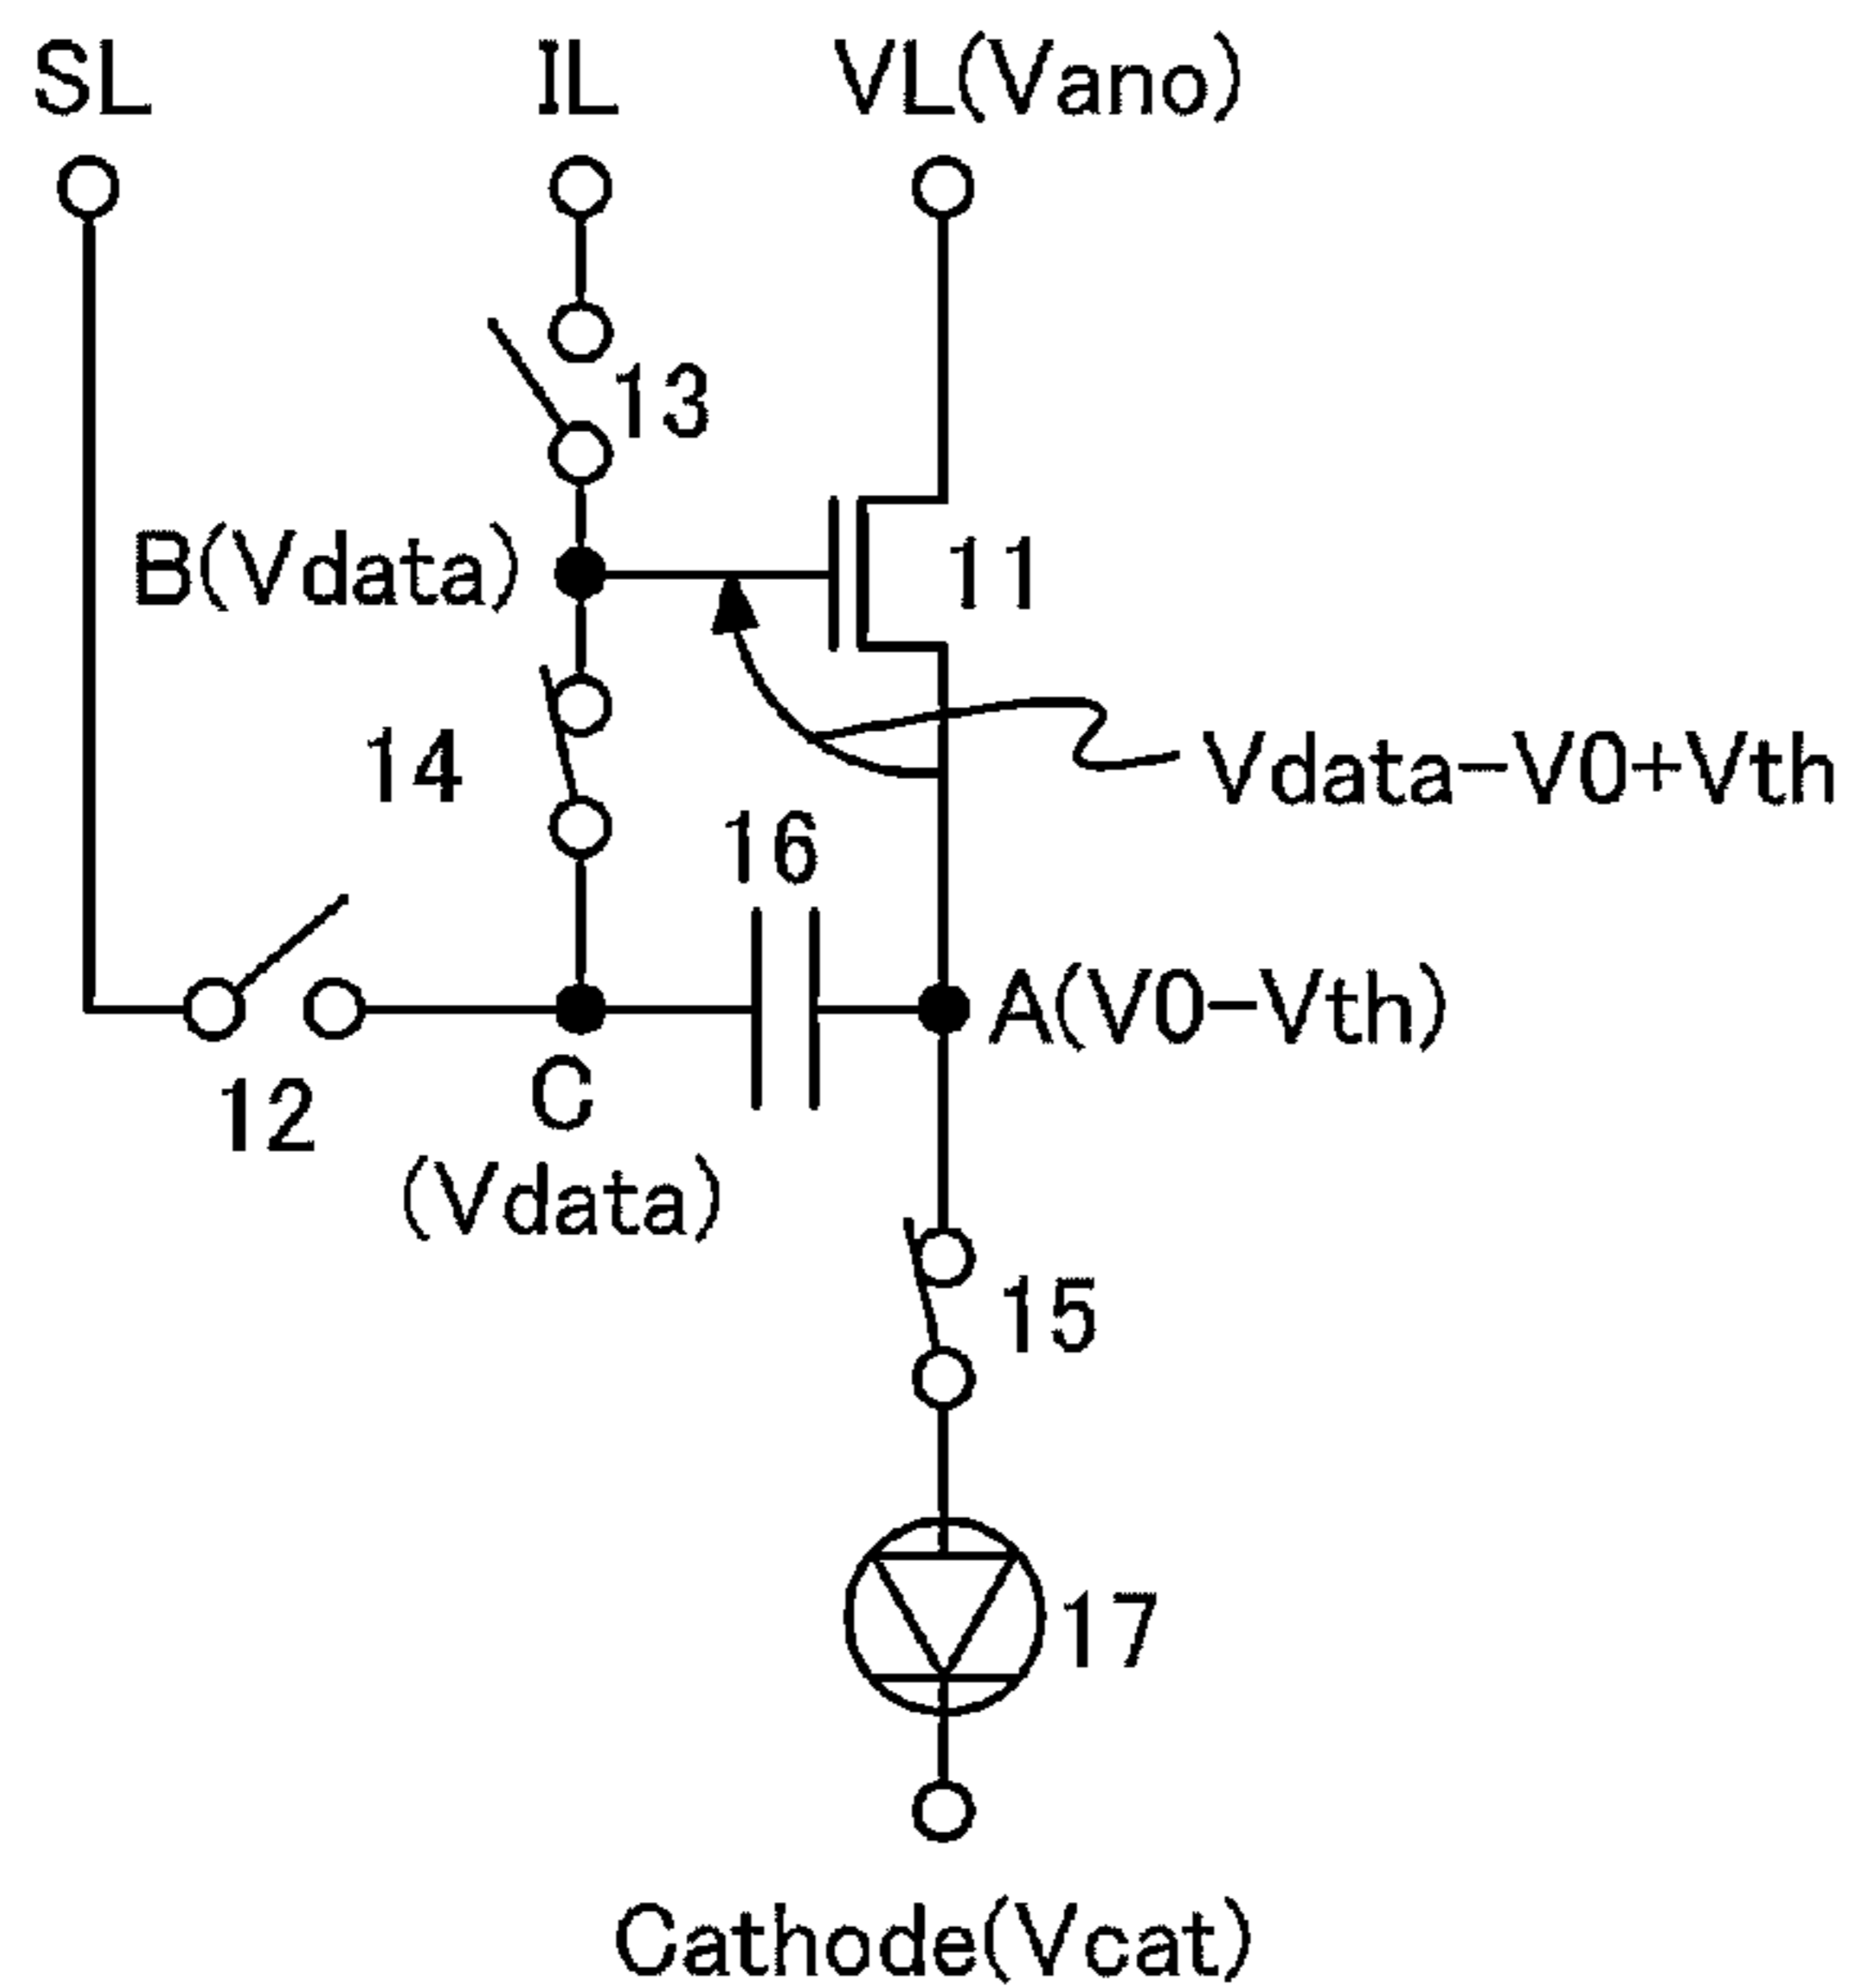 SL IL VL(Vano)
13
B(Vdata) 11
14 Vdata-V0+Vth
16
A(V0-Vth)
12 C
(Vdata)
15
17
Cathode(Vcat)